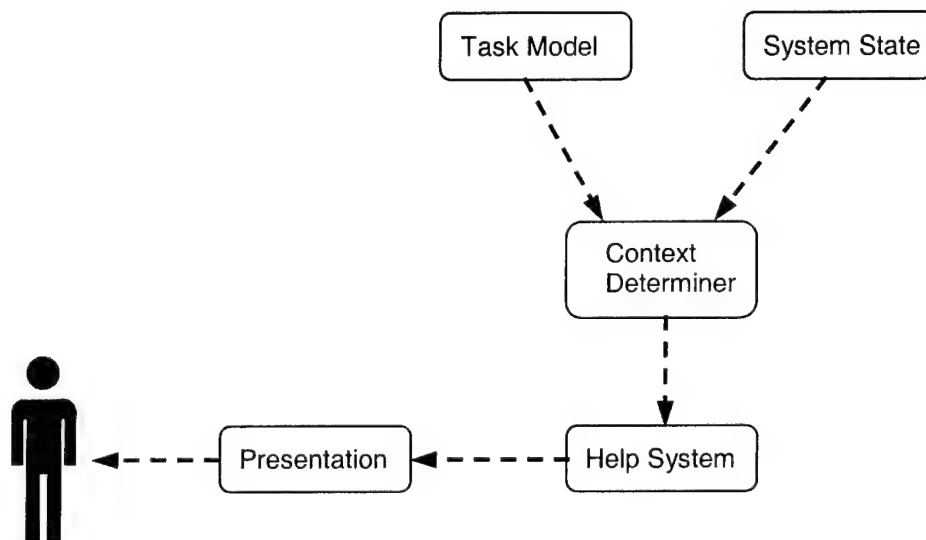 Task Model
System State
Context
Determiner
Presentation
Help System